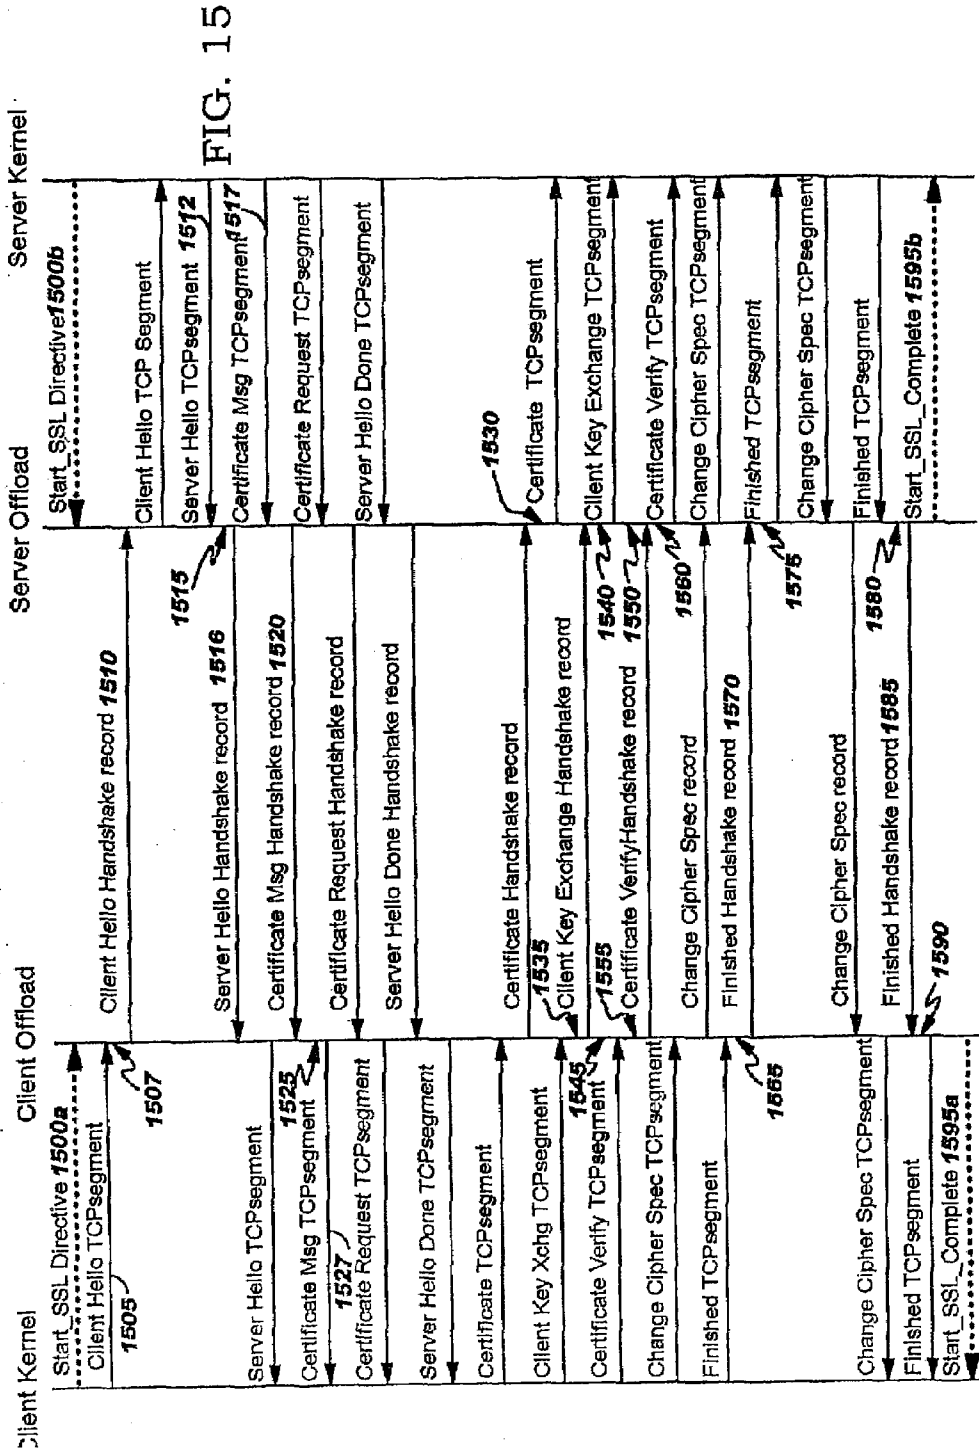 FIG. 15
Client Kernel
Client Offload
Server Offload
Server Kernel
Start_SSL Directive 1500a
Start_SSL Directive 1500b
Client Hello TCPsegment
1505
1507
Client Hello Handshake record 1510
Client Hello TCP Segment
Server Hello TCPsegment 1512
1515
Server Hello Handshake record 1516
Certificate Msg TCPsegment 1517
Server Hello TCPsegment
Certificate Msg Handshake record 1520
Certificate Request TCPsegment
1525
Certificate Msg TCPsegment
1527
Certificate Request Handshake record
Server Hello Done TCPsegment
Certificate Request TCPsegment
Server Hello Done Handshake record
Server Hello Done TCPsegment
Certificate TCPsegment
Certificate Handshake record
1530
Certificate TCPsegment
Client Key Xchg TCPsegment
1535
Client Key Exchange Handshake record
1540
Client Key Exchange TCPsegment
1545
Certificate Verify TCPsegment
1550
1555
Certificate VerifyHandshake record
1560
Certificate Verify TCPsegment
Change Cipher Spec TCPsegment
Change Cipher Spec record
Change Cipher Spec TCPsegment
Finished TCPsegment
1565
Finished Handshake record 1570
Finished TCPsegment
1575
Change Cipher Spec TCPsegment
Change Cipher Spec record
Change Cipher Spec TCPsegment
Finished TCPsegment
1580
Finished Handshake record 1585
1590
Finished TCPsegment
Start_SSL_Complete 1595a
Start_SSL_Complete 1595b